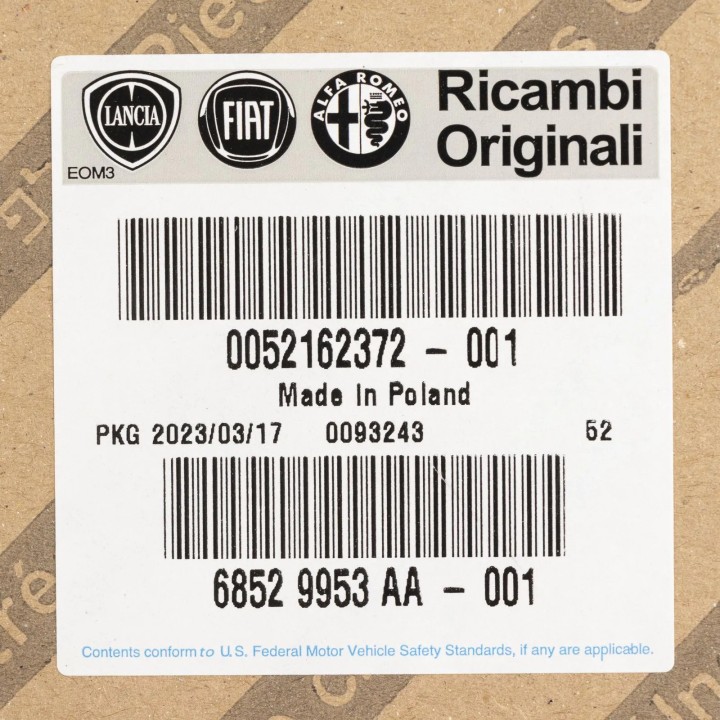 LANCIA FIAT ALFA ROMEO Ricambi
Originali
EOM3
0052162372 - 001
Made In Poland
PKG 2023/03/17 0093243 52
6852 9953 AA - 001
Contents conform to U.S. Federal Motor Vehicle Safety Standards, if any are applicable.